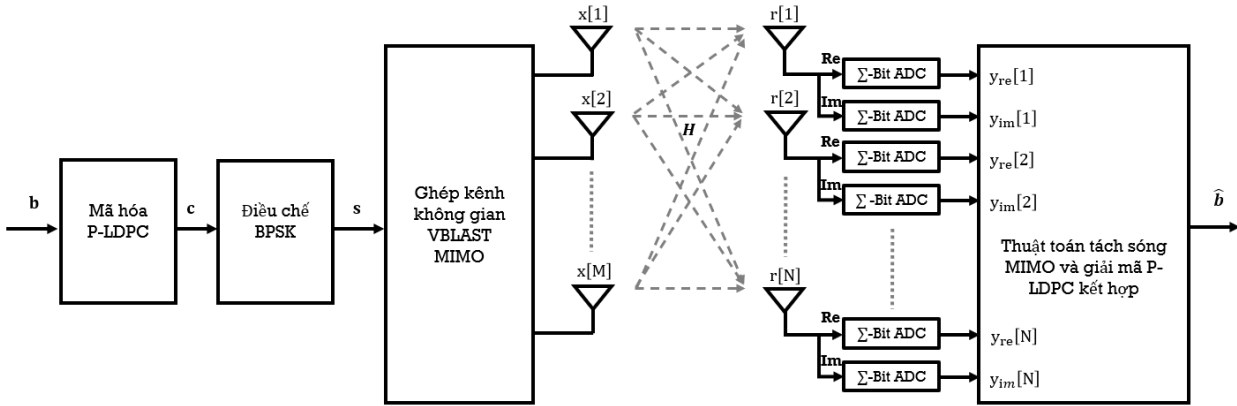 b
Mã hóa
P-LDPC
c
Điều chế
BPSK
s
Ghép kênh
không gian
VBLAST
MIMO
x[1]
x[2]
x[M]
H
r[1]
r[2]
r[N]
Re
∑-Bit ADC
y_re[1]
Im
∑-Bit ADC
y_im[1]
Re
∑-Bit ADC
y_re[2]
Im
∑ -Bit ADC
y_im[2]
Re
∑-Bit ADC
y_re[N]
Im
∑-Bit ADC
y_im[N]
Thuật toán tách sóng
MIMO và giải mã P-
LDPC kết hợp
b̂